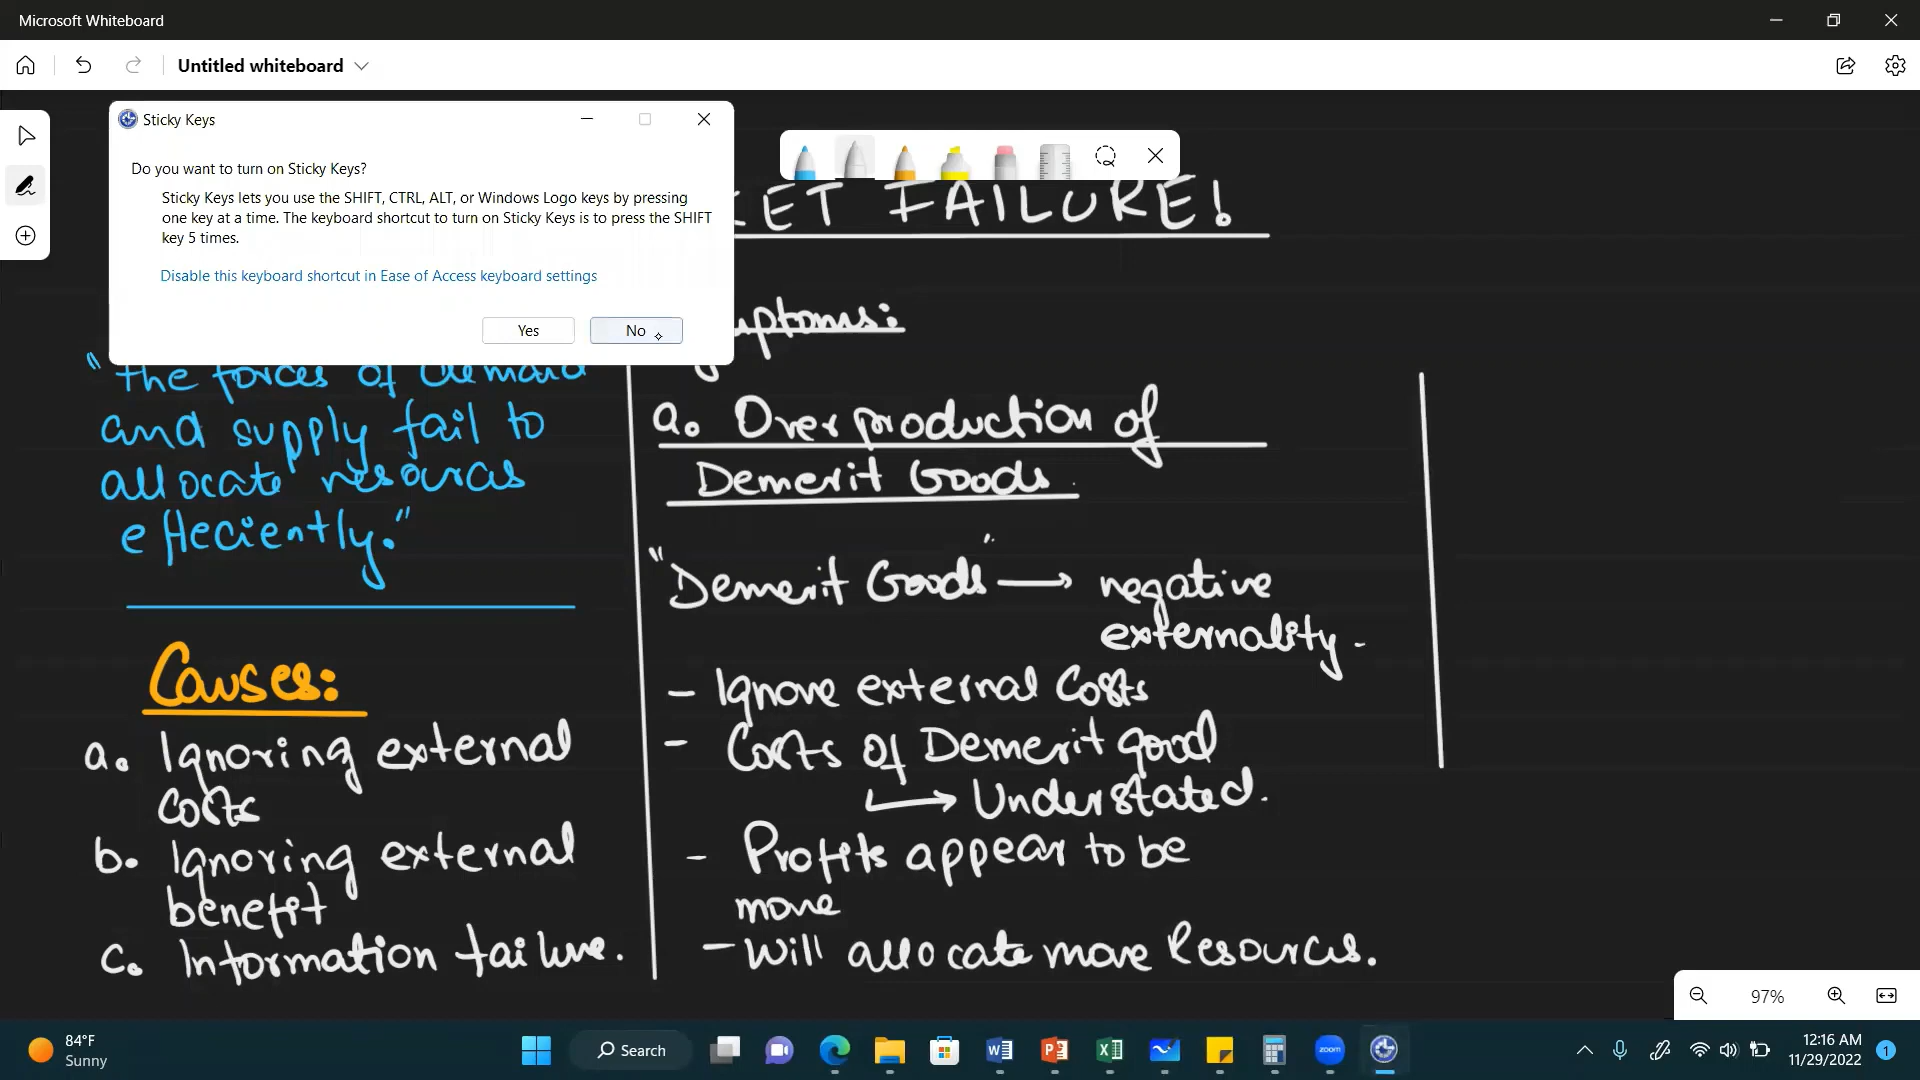 Microsoft Whiteboard
Untitled whiteboard
Sticky Keys
Do you want to turn on Sticky Keys?
Sticky Keys lets you use the SHIFT, CTRL, ALT, or Windows Logo keys by pressing
one key at a time. The keyboard shortcut to turn on Sticky Keys is to press the SHIFT
key 5 times.
Disable this keyboard shortcut in Ease of Access keyboard settings
Yes
No
KET FAILURE!
mptoms:
"the forces of demand
and supply fail to
allocate resources
effeciently."
Causes:
a. Ignoring external
costs
b. Ignoring external
benefit
c. Information failure.
a. Over production of
Demerit Goods.
"Demerit Goods" → negative
externality.
- Ignore external Costs
- Costs of Demerit good
→ Understated.
- Profits appear to be
more
- Will allocate more Resources.
97%
84°F
Sunny
Search
zoom
12:16 AM
11/29/2022
1